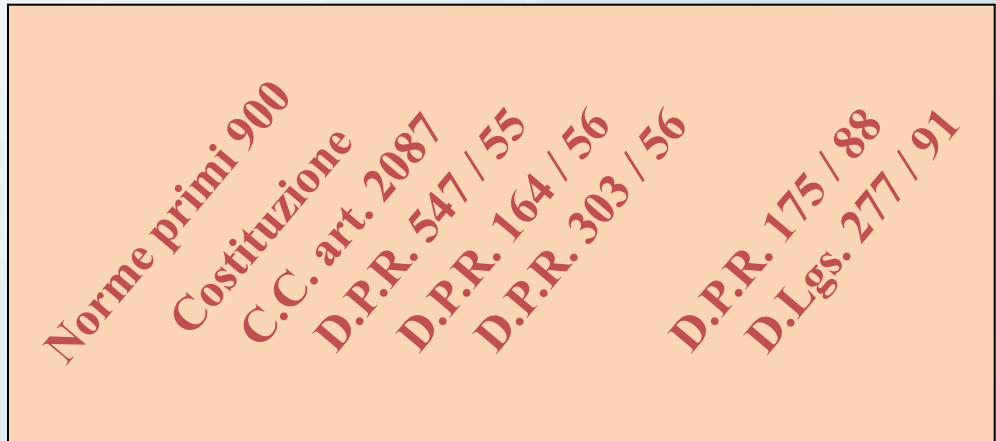 Norme primi 900
Costituzione
C.C. art. 2087
D.P.R. 547 / 55
D.P.R. 164 / 56
D.P.R. 303 / 56
D.P.R. 175 / 88
D.Lgs. 277 / 91